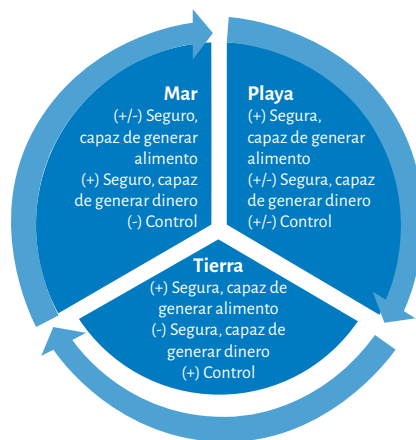 Mar
(+/-) Seguro,
capaz de generar
alimento
(+) Seguro, capaz
de generar dinero
(-) Control
Playa
(+) Segura,
capaz de generar
alimento
(+/-) Segura, capaz
de generar dinero
(+/-) Control
Tierra
(+) Segura, capaz de
generar alimento
(-) Segura, capaz de
generar dinero
(+) Control